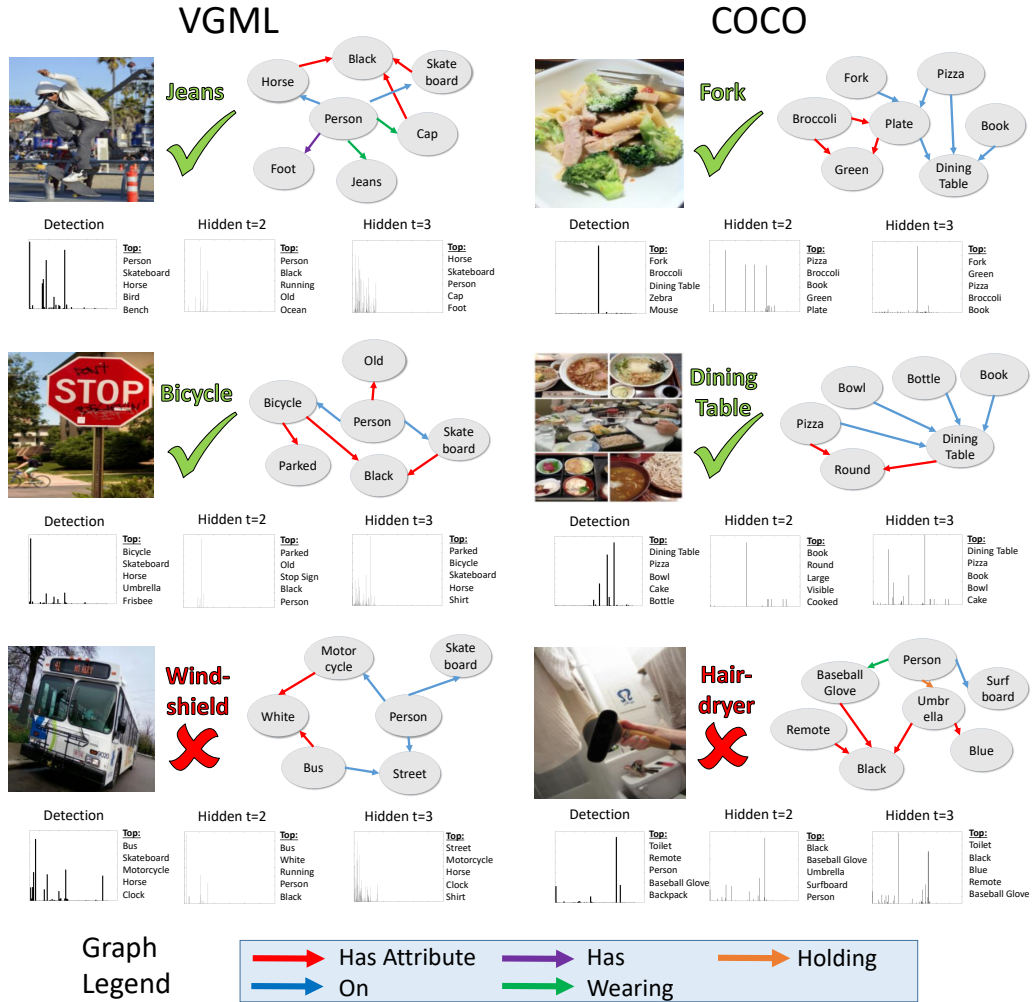 VGML
COCO
Jeans
Horse
Black
Skate
board
Person
Cap
Foot
Jeans
Detection
Top:
Person
Skateboard
Horse
Bird
Bench
Hidden t=2
Top:
Person
Black
Running
Old
Ocean
Hidden t=3
Top:
Horse
Skateboard
Person
Cap
Foot
Fork
Fork
Pizza
Broccoli
Plate
Book
Green
Dining
Table
Detection
Top:
Fork
Broccoli
Dining Table
Zebra
Mouse
Hidden t=2
Top:
Pizza
Broccoli
Book
Green
Plate
Hidden t=3
Top:
Fork
Green
Pizza
Broccoli
Book
DON'T
STOP
Bicycle
Old
Bicycle
Person
Skate
board
Parked
Black
Detection
Top:
Bicycle
Skateboard
Horse
Umbrella
Frisbee
Hidden t=2
Top:
Parked
Old
Stop Sign
Black
Person
Hidden t=3
Top:
Parked
Bicycle
Skateboard
Horse
Shirt
Dining
Table
Bowl
Bottle
Book
Pizza
Dining
Table
Round
Detection
Top:
Dining Table
Pizza
Bowl
Cake
Bottle
Hidden t=2
Top:
Book
Round
Large
Visible
Cooked
Hidden t=3
Top:
Dining Table
Pizza
Book
Bowl
Cake
Wind-
shield
Motor
cycle
Skate
board
White
Person
Bus
Street
Detection
Top:
Bus
Skateboard
Motorcycle
Horse
Clock
Hidden t=2
Top:
Bus
White
Running
Person
Black
Hidden t=3
Top:
Street
Motorcycle
Horse
Clock
Shirt
Hair-
dryer
Person
Baseball
Glove
Surf
board
Umbr
ella
Remote
Blue
Black
Detection
Top:
Toilet
Remote
Person
Baseball Glove
Backpack
Hidden t=2
Top:
Black
Baseball Glove
Umbrella
Surfboard
Person
Hidden t=3
Top:
Toilet
Black
Blue
Remote
Baseball Glove
Graph
Legend
Has Attribute
Has
Holding
On
Wearing